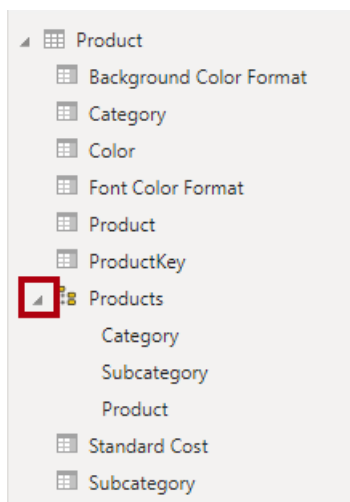 Product
Background Color Format
Category
Color
Font Color Format
Product
ProductKey
Products
Category
Subcategory
Product
Standard Cost
Subcategory